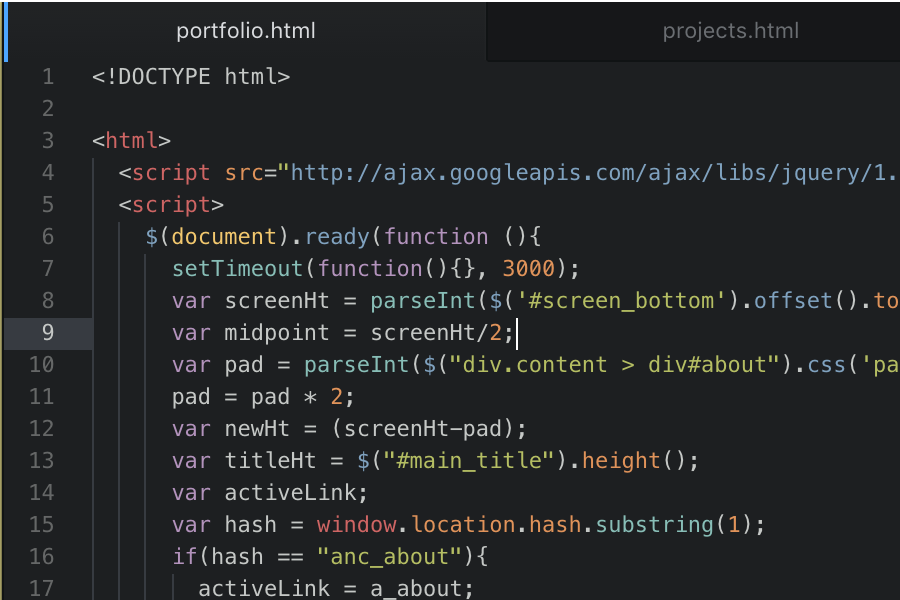 portfolio.html projects.html
1 <!DOCTYPE html>
2
3 <html>
4 <script src="http://ajax.googleapis.com/ajax/libs/jquery/1.
5 <script>
6 $(document).ready(function (){
7 setTimeout(function(){}, 3000);
8 var screenHt = parseInt($('#screen_bottom').offset().to
9 var midpoint = screenHt/2;
10 var pad = parseInt($("div.content > div#about").css('pa
11 pad = pad * 2;
12 var newHt = (screenHt-pad);
13 var titleHt = $("#main_title").height();
14 var activeLink;
15 var hash = window.location.hash.substring(1);
16 if(hash == "anc_about"){
17 activeLink = a_about;